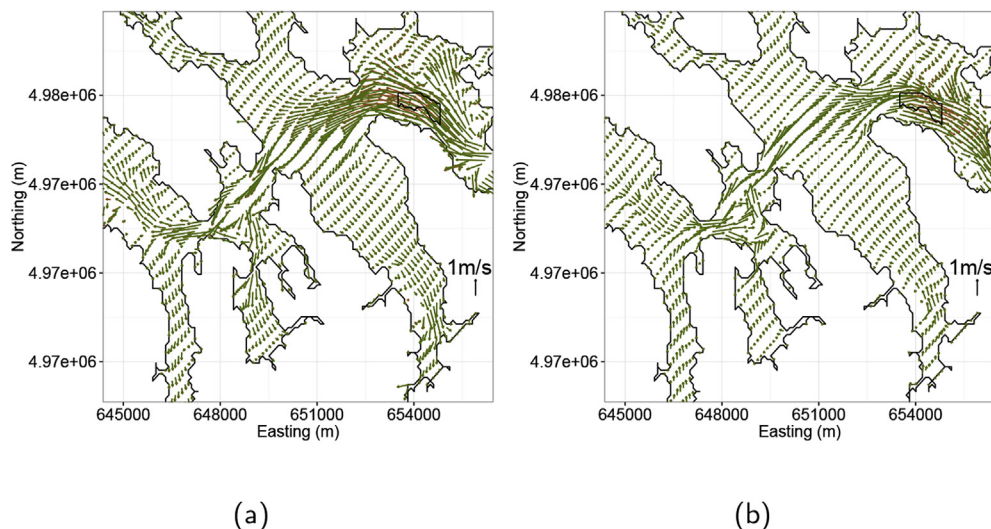 4.98e+06
4.97e+06
4.97e+06
4.97e+06
Northing (m)
1m/s
645000 648000 651000 654000
Easting (m)
(a)
4.98e+06
4.97e+06
4.97e+06
4.97e+06
Northing (m)
1m/s
645000 648000 651000 654000
Easting (m)
(b)